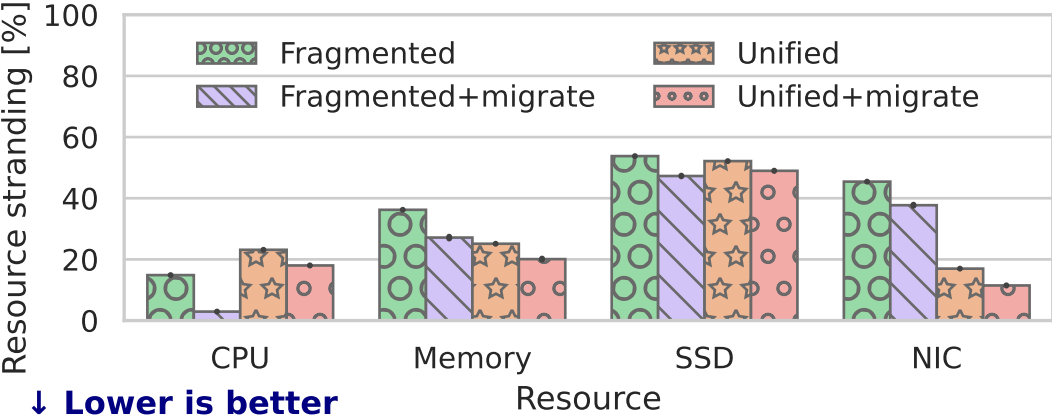 Resource stranding [%]
100
80
60
40
20
0
Fragmented
Fragmented+migrate
Unified
Unified+migrate
CPU Memory SSD NIC
Resource
↓ Lower is better